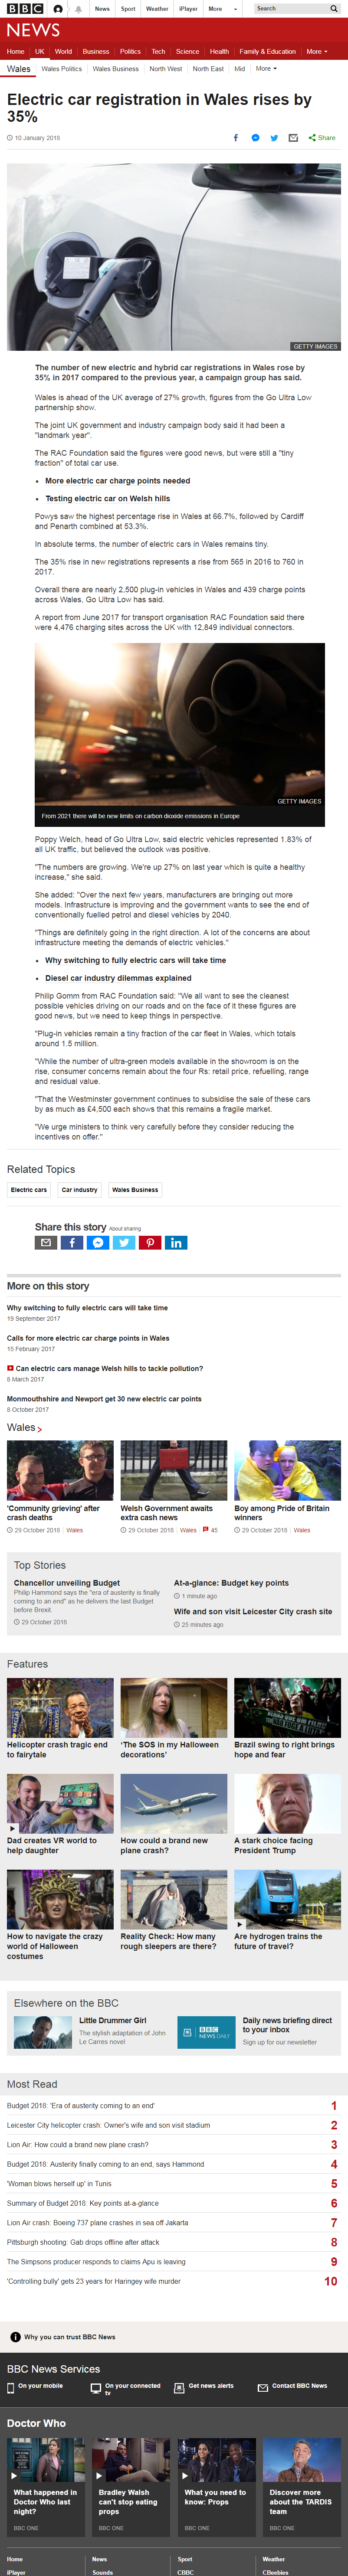 BBC
News
Sport
Weather
iPlayer
More
Search
NEWS
Home
UK
World
Business
Politics
Tech
Science
Health
Family & Education
More
Wales
Wales Politics
Wales Business
North West
North East
Mid
More
Electric car registration in Wales rises by
35%
10 January 2018
Share
GETTY IMAGES
The number of new electric and hybrid car registrations in Wales rose by
35% in 2017 compared to the previous year, a campaign group has said.
Wales is ahead of the UK average of 27% growth, figures from the Go Ultra Low
partnership show.
The joint UK government and industry campaign body said it had been a
"landmark year".
The RAC Foundation said the figures were good news, but were still a "tiny
fraction" of total car use.
More electric car charge points needed
Testing electric car on Welsh hills
Powys saw the highest percentage rise in Wales at 66.7%, followed by Cardiff
and Penarth combined at 53.3%.
In absolute terms, the number of electric cars in Wales remains tiny.
The 35% rise in new registrations represents a rise from 565 in 2016 to 760 in
2017.
Overall there are nearly 2,500 plug-in vehicles in Wales and 439 charge points
across Wales, Go Ultra Low has said.
A report from June 2017 for transport organisation RAC Foundation said there
were 4,476 charging sites across the UK with 12,849 individual connectors.
GETTY IMAGES
From 2021 there will be new limits on carbon dioxide emissions in Europe
Poppy Welch, head of Go Ultra Low, said electric vehicles represented 1.83% of
all UK traffic, but believed the outlook was positive.
"The numbers are growing. We're up 27% on last year which is quite a healthy
increase," she said.
She added: "Over the next few years, manufacturers are bringing out more
models. Infrastructure is improving and the government wants to see the end of
conventionally fuelled petrol and diesel vehicles by 2040.
"Things are definitely going in the right direction. A lot of the concerns are about
infrastructure meeting the demands of electric vehicles."
Why switching to fully electric cars will take time
Diesel car industry dilemmas explained
Philip Gomm from RAC Foundation said: "We all want to see the cleanest
possible vehicles driving on our roads and on the face of it these figures are
good news, but we need to keep things in perspective.
"Plug-in vehicles remain a tiny fraction of the car fleet in Wales, which totals
around 1.5 million.
"While the number of ultra-green models available in the showroom is on the
rise, consumer concerns remain about the four Rs: retail price, refuelling, range
and residual value.
"That the Westminster government continues to subsidise the sale of these cars
by as much as £4,500 each shows that this remains a fragile market.
"We urge ministers to think very carefully before they consider reducing the
incentives on offer."
Related Topics
Electric cars
Car industry
Wales Business
Share this story About sharing
More on this story
Why switching to fully electric cars will take time
19 September 2017
Calls for more electric car charge points in Wales
15 February 2017
Can electric cars manage Welsh hills to tackle pollution?
8 March 2017
Monmouthshire and Newport get 30 new electric car points
6 October 2017
Wales
'Community grieving' after
crash deaths
29 October 2018 Wales
Welsh Government awaits
extra cash news
29 October 2018 Wales 45
Boy among Pride of Britain
winners
29 October 2018 Wales
Top Stories
Chancellor unveiling Budget
Philip Hammond says the "era of austerity is finally
coming to an end" as he delivers the last Budget
before Brexit.
29 October 2018
At-a-glance: Budget key points
1 minute ago
Wife and son visit Leicester City crash site
25 minutes ago
Features
Helicopter crash tragic end
to fairytale
'The SOS in my Halloween
decorations'
Brazil swing to right brings
hope and fear
Dad creates VR world to
help daughter
How could a brand new
plane crash?
A stark choice facing
President Trump
How to navigate the crazy
world of Halloween
costumes
Reality Check: How many
rough sleepers are there?
Are hydrogen trains the
future of travel?
Elsewhere on the BBC
Little Drummer Girl
The stylish adaptation of John
Le Carres novel
BBC
NEWS DAILY
Daily news briefing direct
to your inbox
Sign up for our newsletter
Most Read
Budget 2018: 'Era of austerity coming to an end' 1
Leicester City helicopter crash: Owner's wife and son visit stadium 2
Lion Air: How could a brand new plane crash? 3
Budget 2018: Austerity finally coming to an end, says Hammond 4
'Woman blows herself up' in Tunis 5
Summary of Budget 2018: Key points at-a-glance 6
Lion Air crash: Boeing 737 plane crashes in sea off Jakarta 7
Pittsburgh shooting: Gab drops offline after attack 8
The Simpsons producer responds to claims Apu is leaving 9
'Controlling bully' gets 23 years for Haringey wife murder 10
Why you can trust BBC News
BBC News Services
On your mobile
On your connected
tv
Get news alerts
Contact BBC News
Doctor Who
What happened in
Doctor Who last
night?
BBC ONE
Bradley Walsh
can't stop eating
props
BBC ONE
What you need to
know: Props
BBC ONE
Discover more
about the TARDIS
team
BBC ONE
Home
News
Sport
Weather
iPlayer
Sounds
CBBC
CBeebies